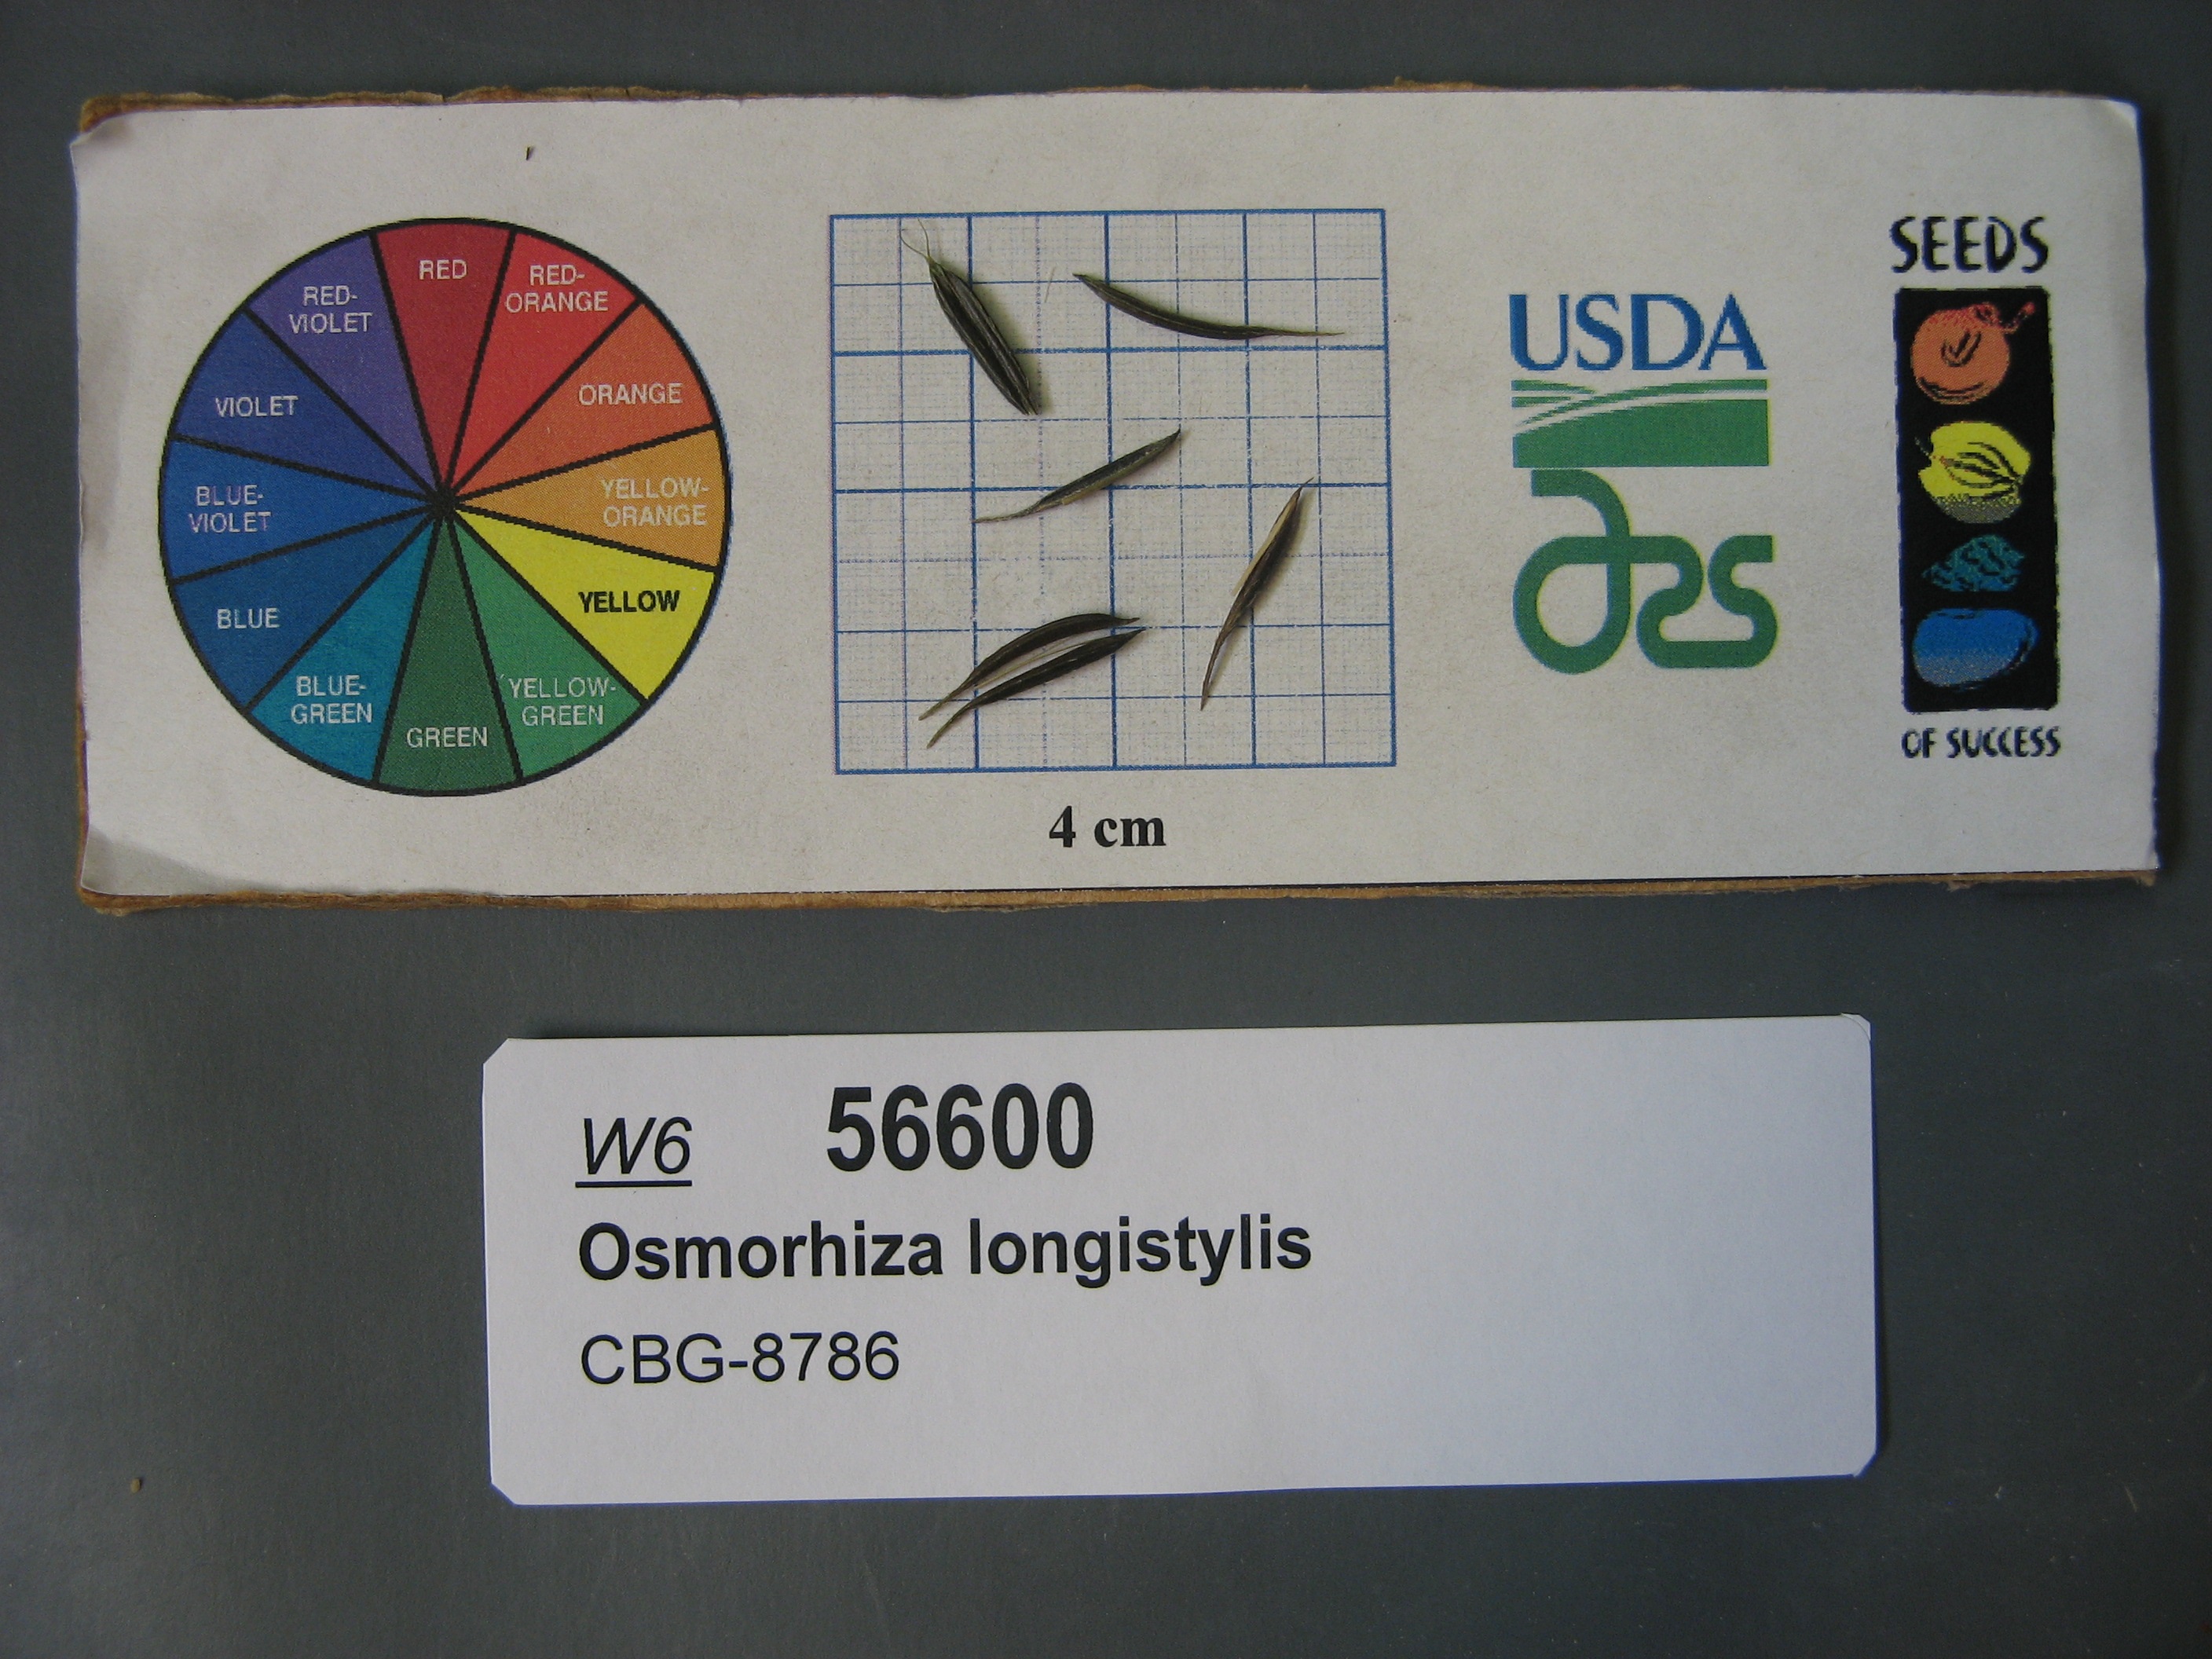 RED
RED-
ORANGE
ORANGE
YELLOW-
ORANGE
YELLOW
YELLOW-
GREEN
GREEN
BLUE-
GREEN
BLUE
BLUE-
VIOLET
VIOLET
RED-
VIOLET
4 cm
USDA
ars
SEEDS
OF SUCCESS
W6 56600
Osmorhiza longistylis
CBG-8786